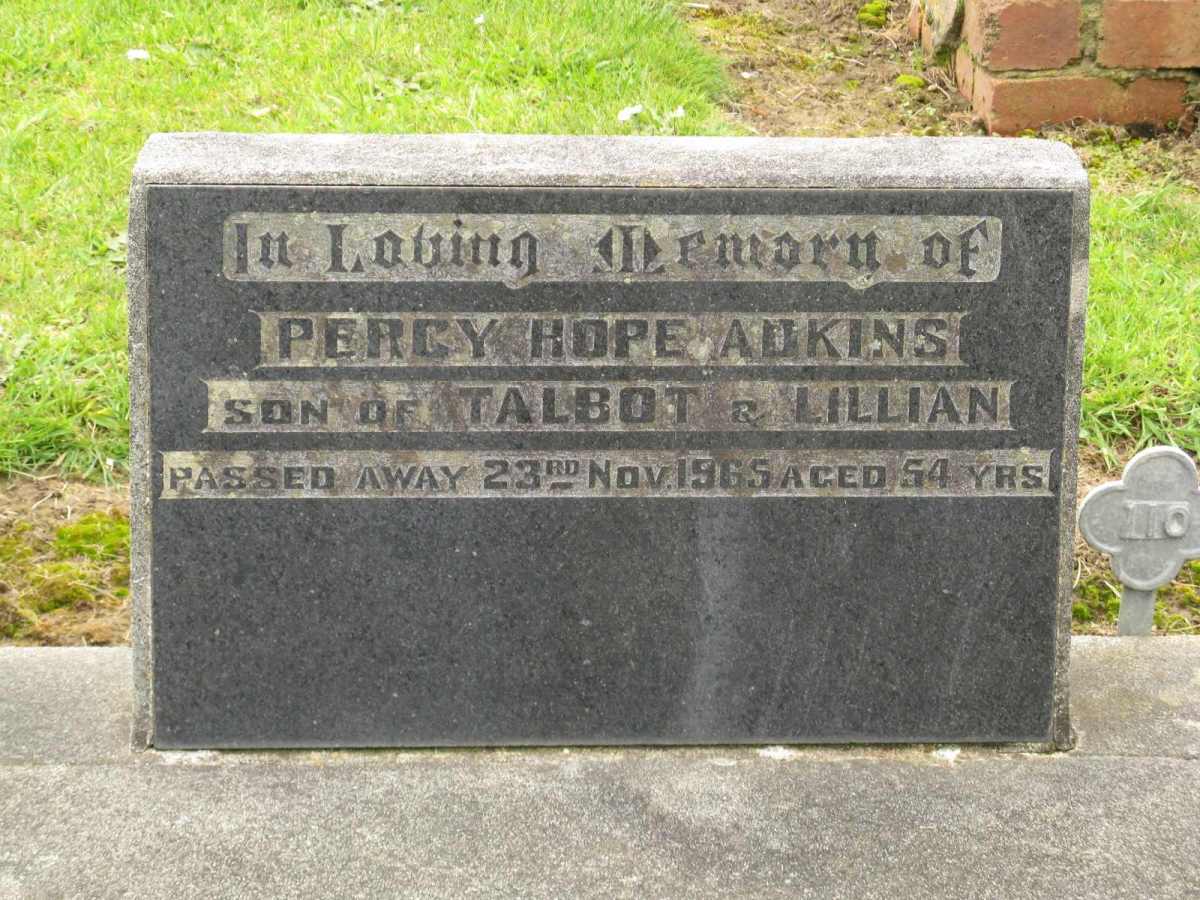 In Loving Memory of
PERCY HOPE ADKINS
SON OF TALBOT & LILLIAN
PASSED AWAY 23RD NOV. 1965 AGED 54 YRS
110